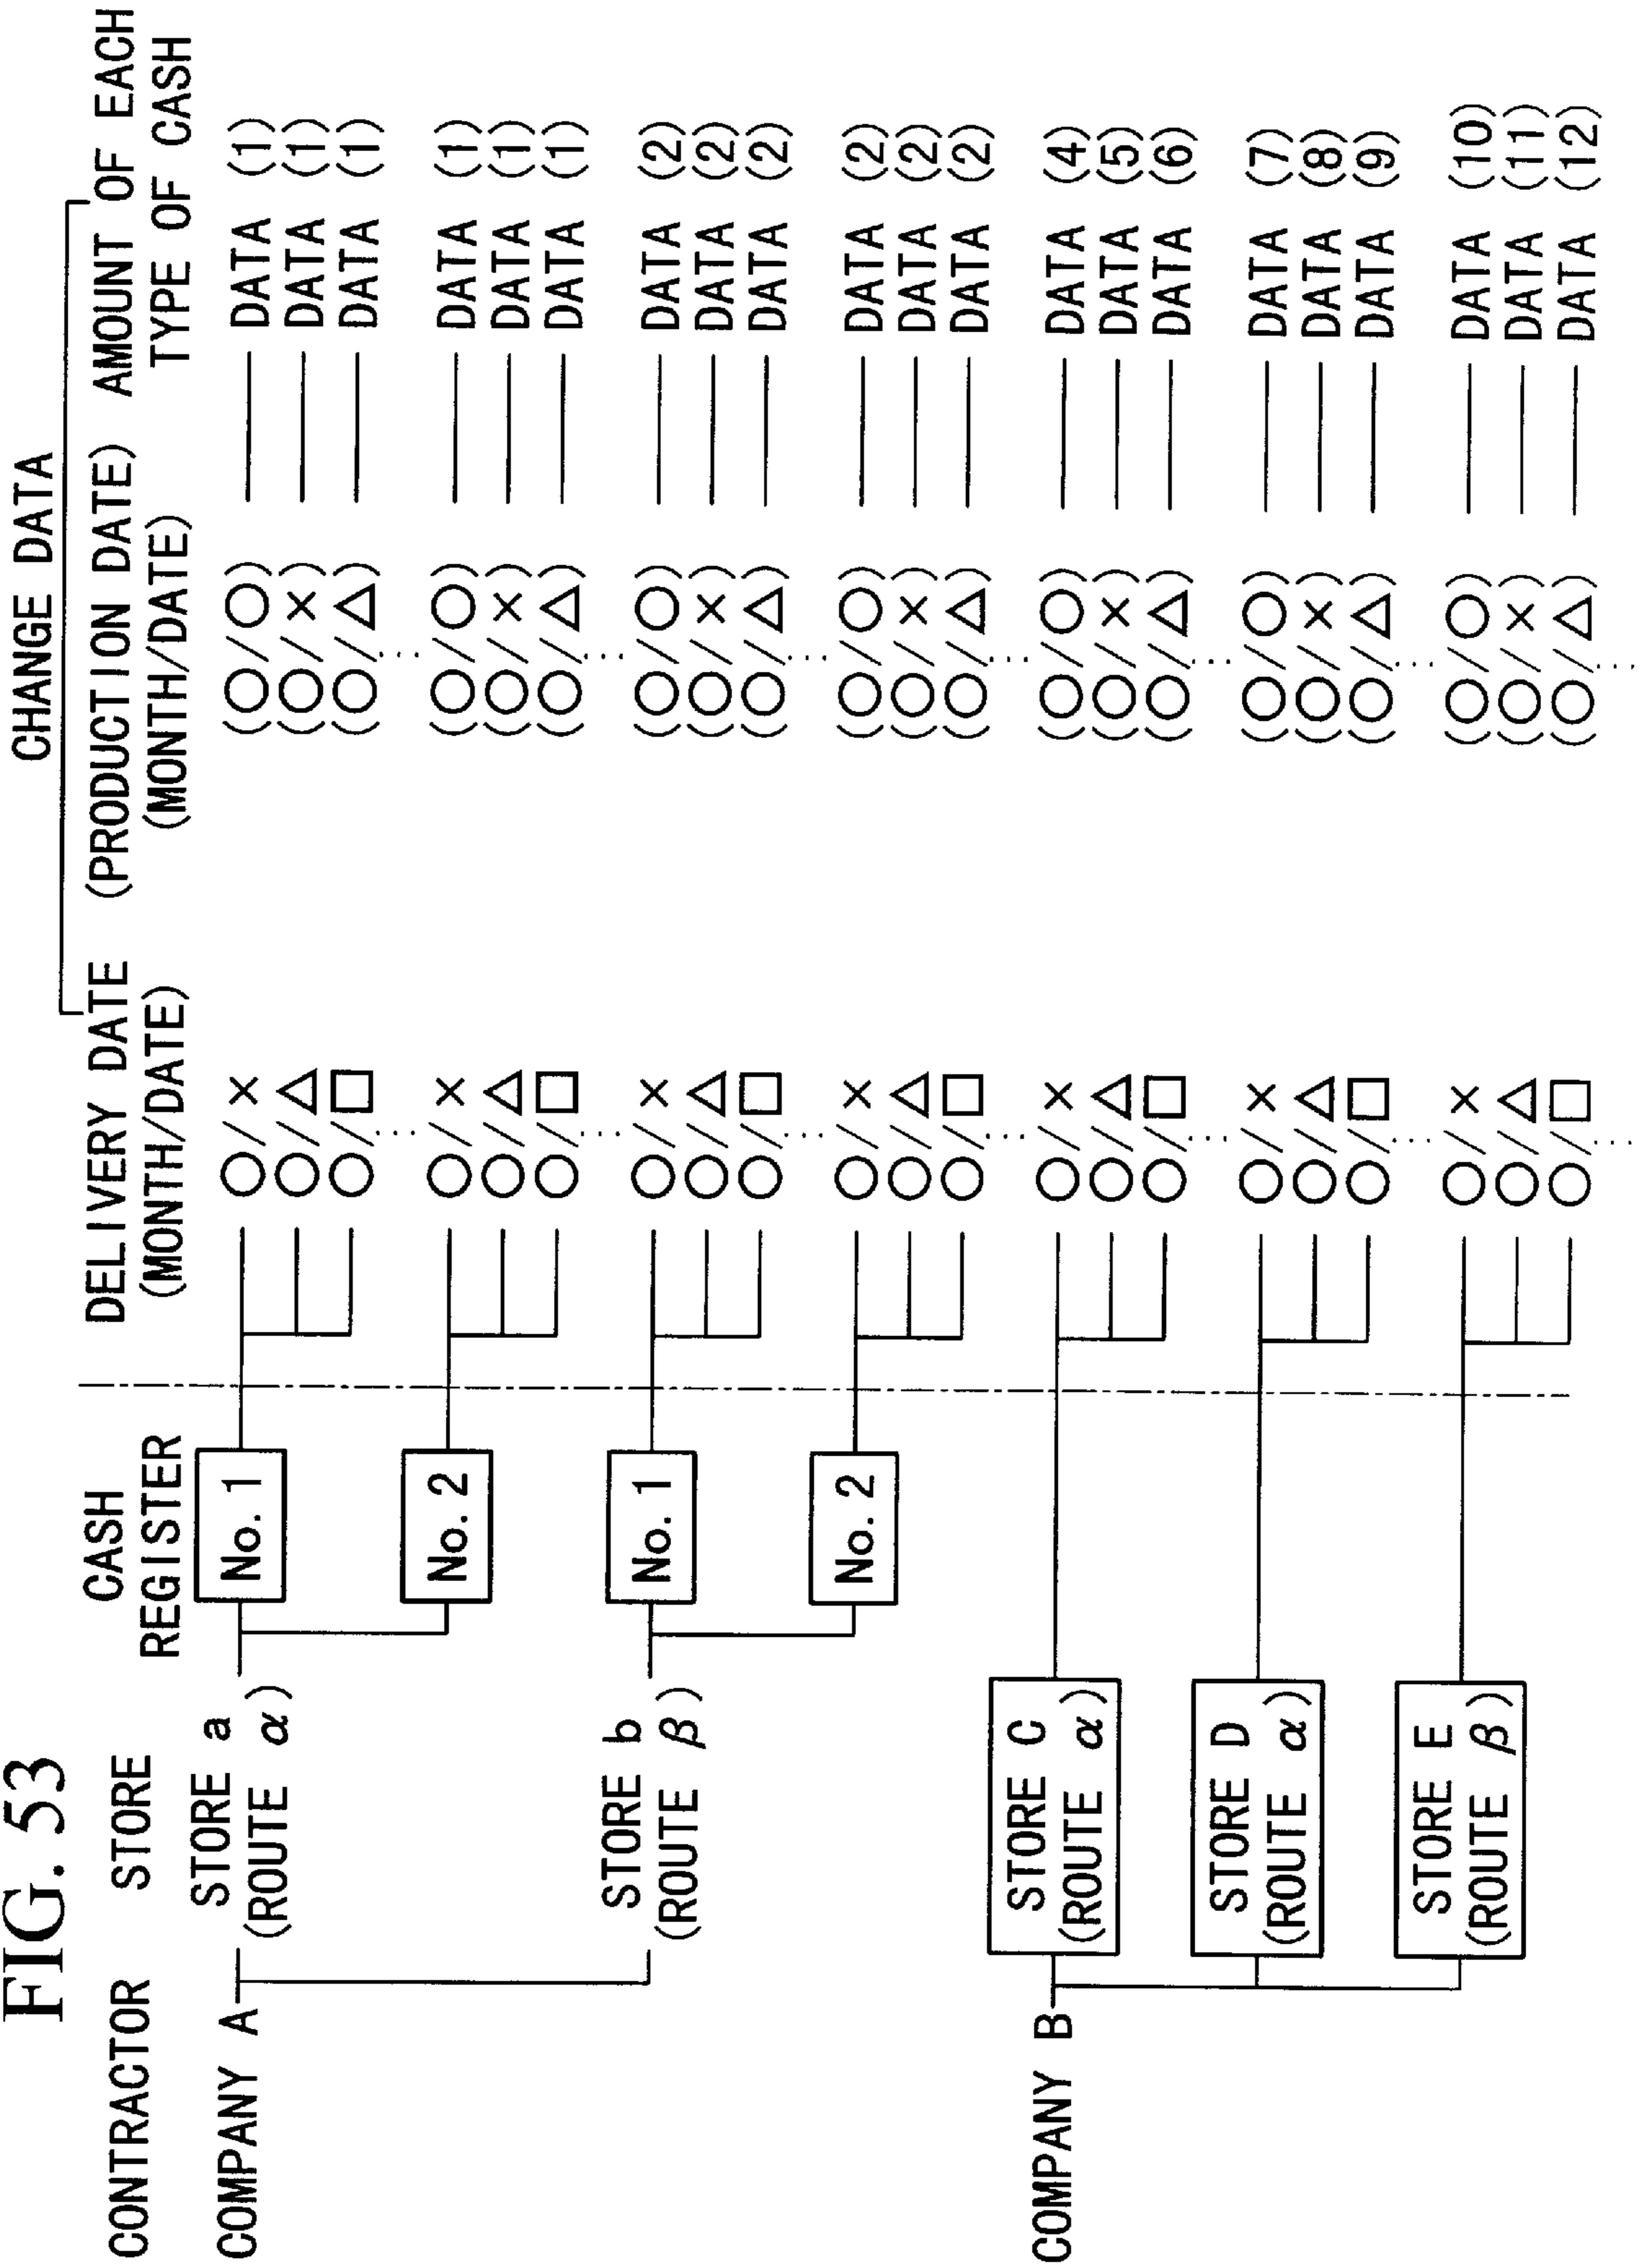 FIG. 53
CHANGE DATA
CONTRACTOR STORE CASH REGISTER DELIVERY DATE (MONTH/DATE) (PRODUCTION DATE) (MONTH/DATE) AMOUNT OF EACH TYPE OF CASH
COMPANY A STORE a (ROUTE α) No. 1 ○/× (○/○) DATA (1)
○/△ (○/×) DATA (1)
○/□ (○/△) DATA (1)
No. 2 ○/× (○/○) DATA (1)
○/△ (○/×) DATA (1)
○/□ (○/△) DATA (1)
STORE b (ROUTE β) No. 1 ○/× (○/○) DATA (2)
○/△ (○/×) DATA (2)
○/□ (○/△) DATA (2)
No. 2 ○/× (○/○) DATA (2)
○/△ (○/×) DATA (2)
○/□ (○/△) DATA (2)
COMPANY B STORE C (ROUTE α) ○/× (○/○) DATA (4)
○/△ (○/×) DATA (5)
○/□ (○/△) DATA (6)
STORE D (ROUTE α) ○/× (○/○) DATA (7)
○/△ (○/×) DATA (8)
○/□ (○/△) DATA (9)
STORE E (ROUTE β) ○/× (○/○) DATA (10)
○/△ (○/×) DATA (11)
○/□ (○/△) DATA (12)